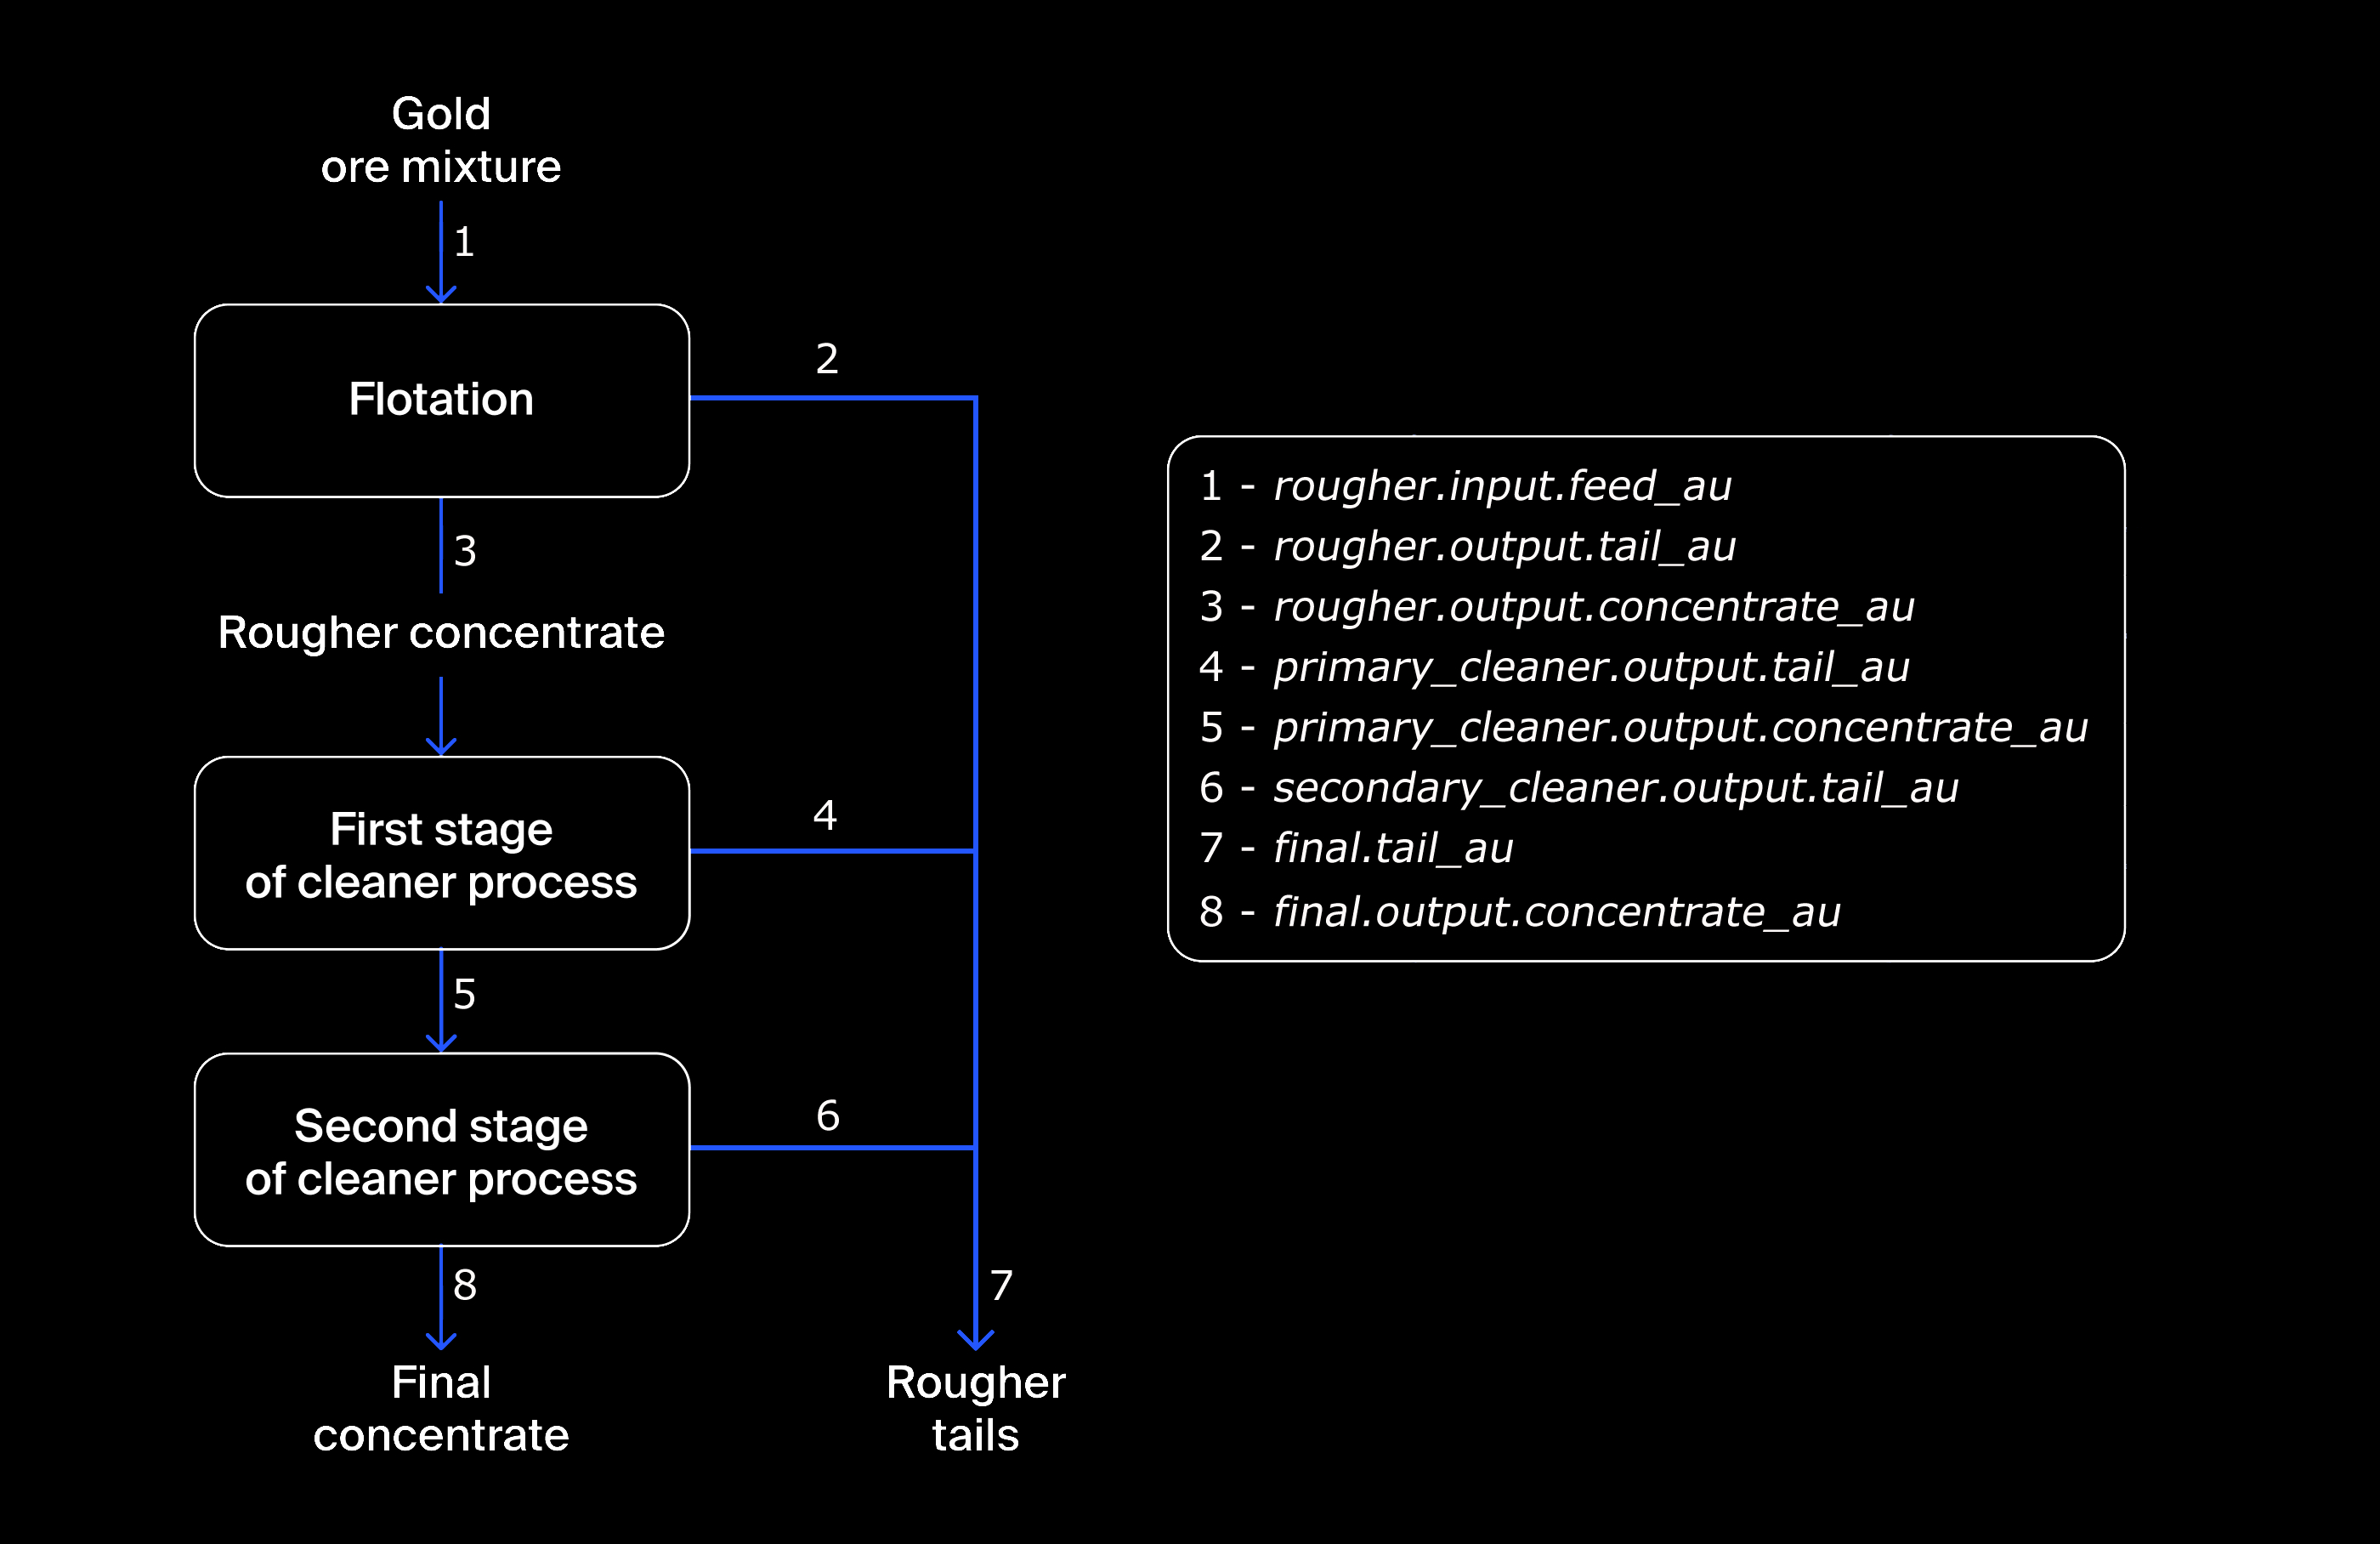 Gold
ore mixture
1
Flotation
2
3
Rougher concentrate
First stage
of cleaner process
4
5
Second stage
of cleaner process
6
8
7
Final
concentrate
Rougher
tails
1 - rougher.input.feed_au
2 - rougher.output.tail_au
3 - rougher.output.concentrate_au
4 - primary_cleaner.output.tail_au
5 - primary_cleaner.output.concentrate_au
6 - secondary_cleaner.output.tail_au
7 - final.tail_au
8 - final.output.concentrate_au